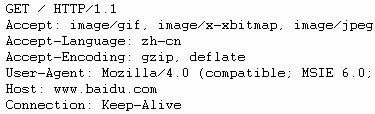 GET / HTTP/1.1
Accept: image/gif, image/x-xbitmap, image/jpeg
Accept-Language: zh-cn
Accept-Encoding: gzip, deflate
User-Agent: Mozilla/4.0 (compatible; MSIE 6.0;
Host: www.baidu.com
Connection: Keep-Alive